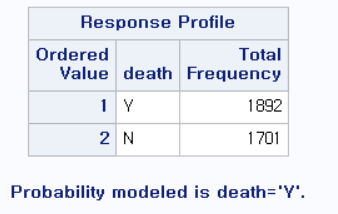 Response Profile
Ordered Value death Total Frequency
1 Y 1892
2 N 1701
Probability modeled is death='Y'.